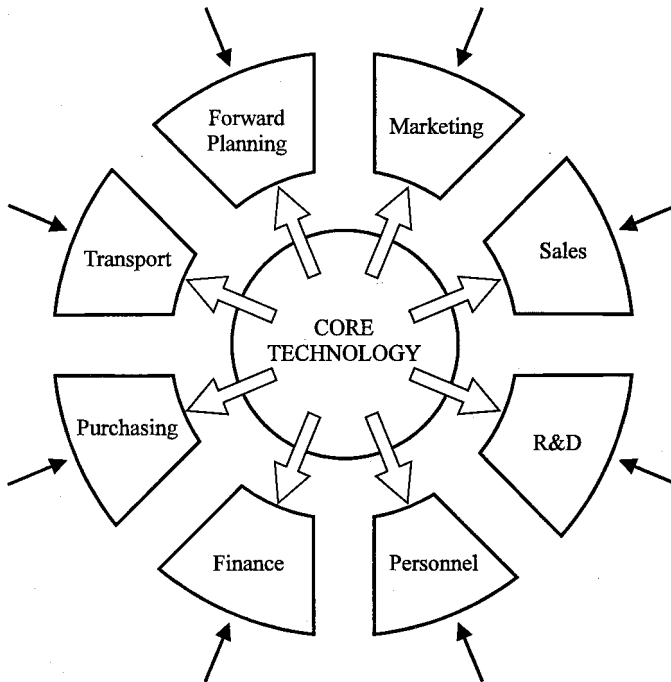 Forward
Planning
Marketing
Transport
Sales
CORE
TECHNOLOGY
Purchasing
R&D
Finance
Personnel